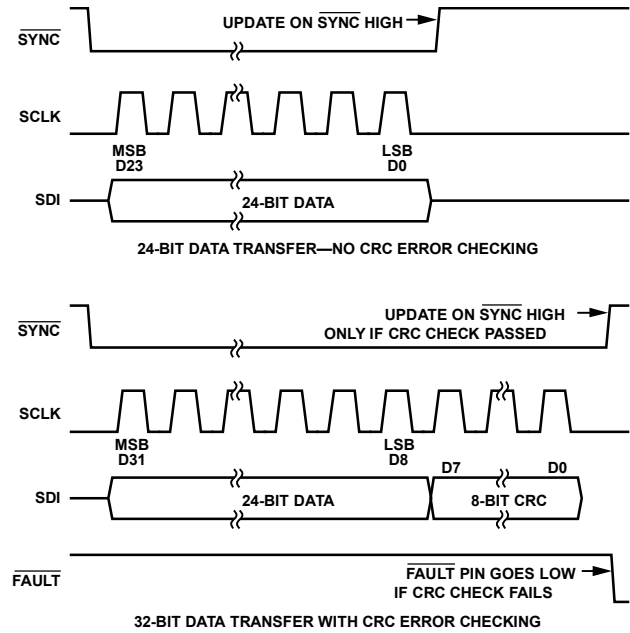 UPDATE ON SYNC HIGH
SYNC
SCLK
MSB
D23
LSB
D0
SDI
24-BIT DATA
24-BIT DATA TRANSFER—NO CRC ERROR CHECKING
SYNC
UPDATE ON SYNC HIGH
ONLY IF CRC CHECK PASSED
SCLK
MSB
D31
LSB
D8
D7
D0
SDI
24-BIT DATA
8-BIT CRC
FAULT
FAULT PIN GOES LOW
IF CRC CHECK FAILS
32-BIT DATA TRANSFER WITH CRC ERROR CHECKING